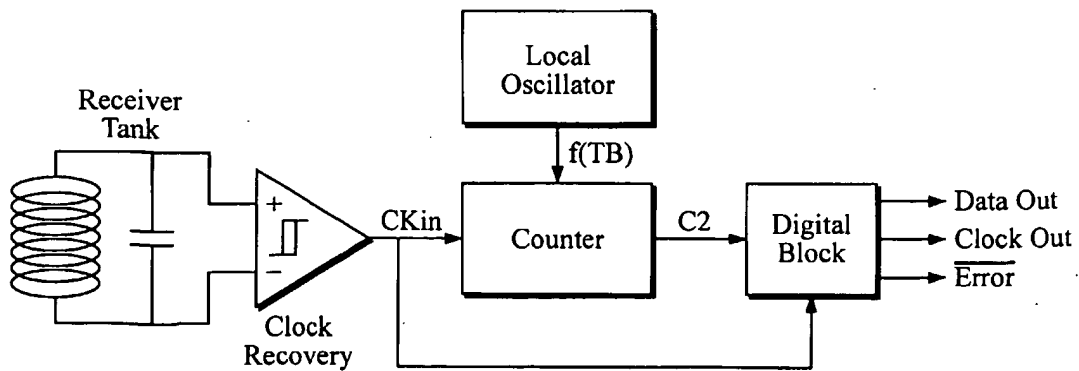 Local
Oscillator
Receiver
Tank
f(TB)
+
−
CKin
Counter
C2
Digital
Block
Data Out
Clock Out
Error
Clock
Recovery